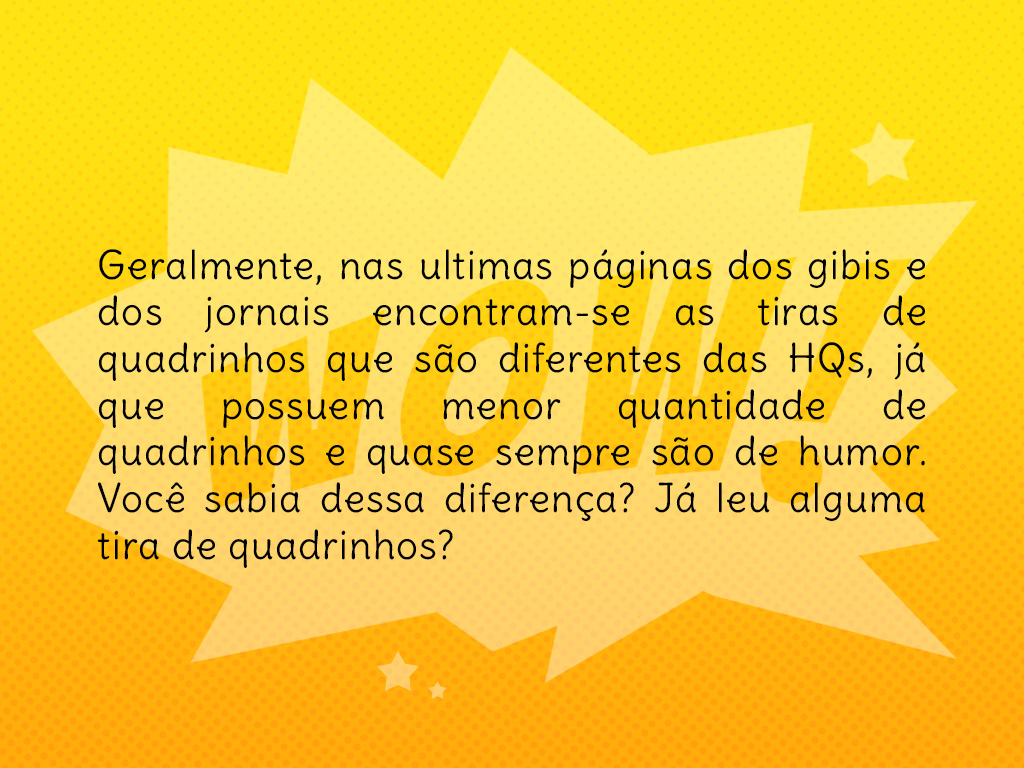 WOW!
Geralmente, nas ultimas páginas dos gibis e
dos jornais encontram-se as tiras de
quadrinhos que são diferentes das HQs, já
que possuem menor quantidade de
quadrinhos e quase sempre são de humor.
Você sabia dessa diferença? Já leu alguma
tira de quadrinhos?